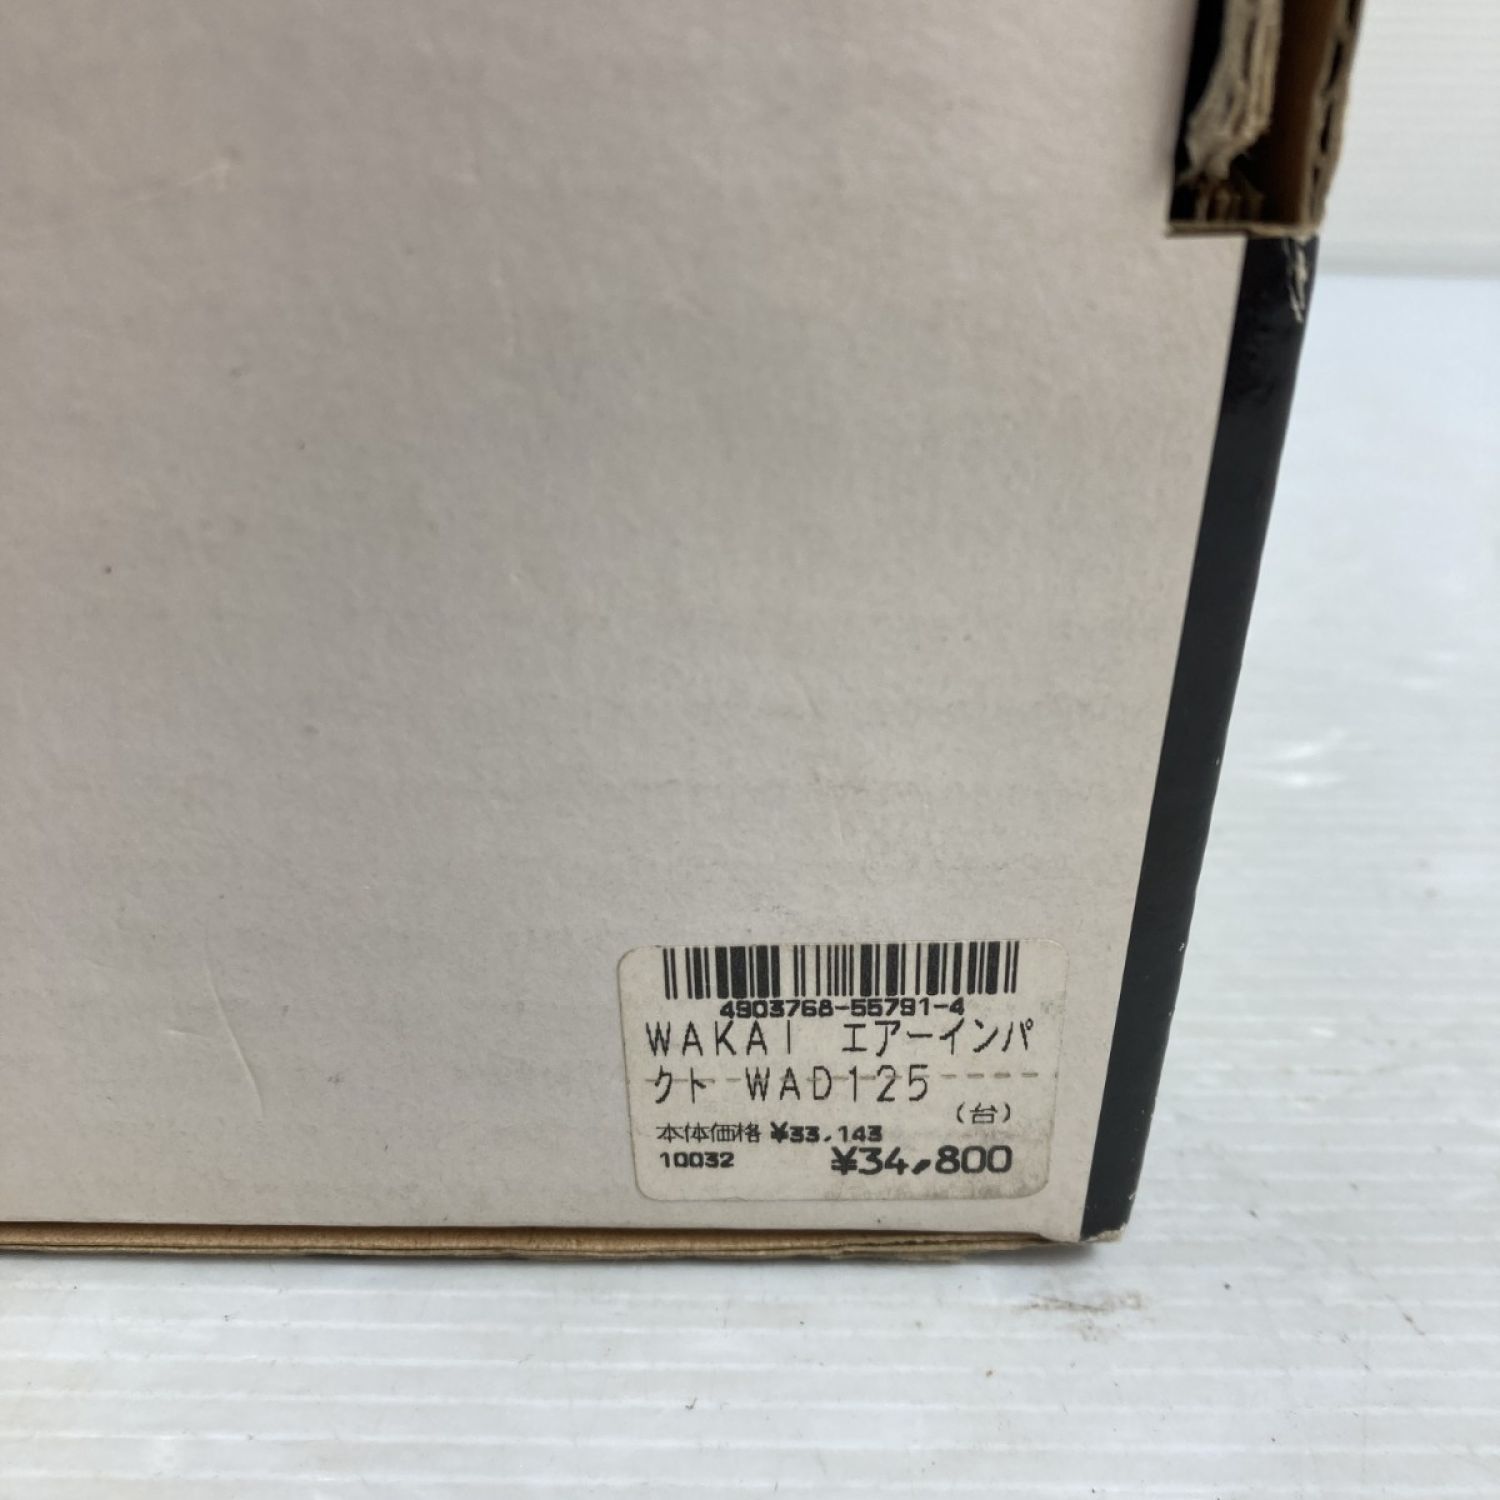 4903768-55791-4
WAKAI エアーインパ
クト WAD125
(台)
本体価格 ¥33,143
10032 ¥34,800